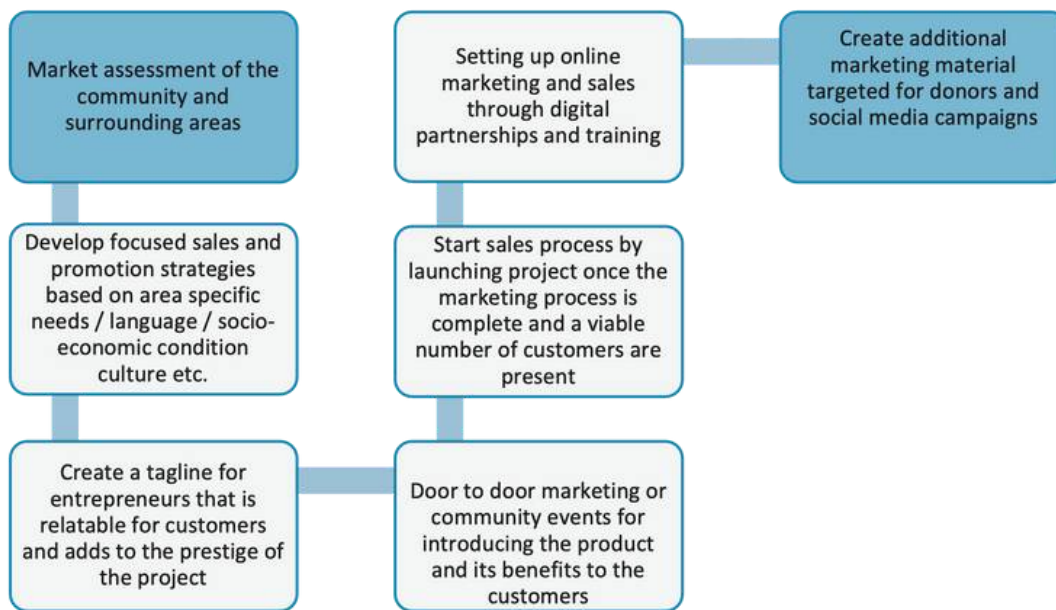 Market assessment of the
community and
surrounding areas
Develop focused sales and
promotion strategies
based on area specific
needs / language / socio-
economic condition
culture etc.
Create a tagline for
entrepreneurs that is
relatable for customers
and adds to the prestige of
the project
Door to door marketing or
community events for
introducing the product
and its benefits to the
customers
Start sales process by
launching project once the
marketing process is
complete and a viable
number of customers are
present
Setting up online
marketing and sales
through digital
partnerships and training
Create additional
marketing material
targeted for donors and
social media campaigns